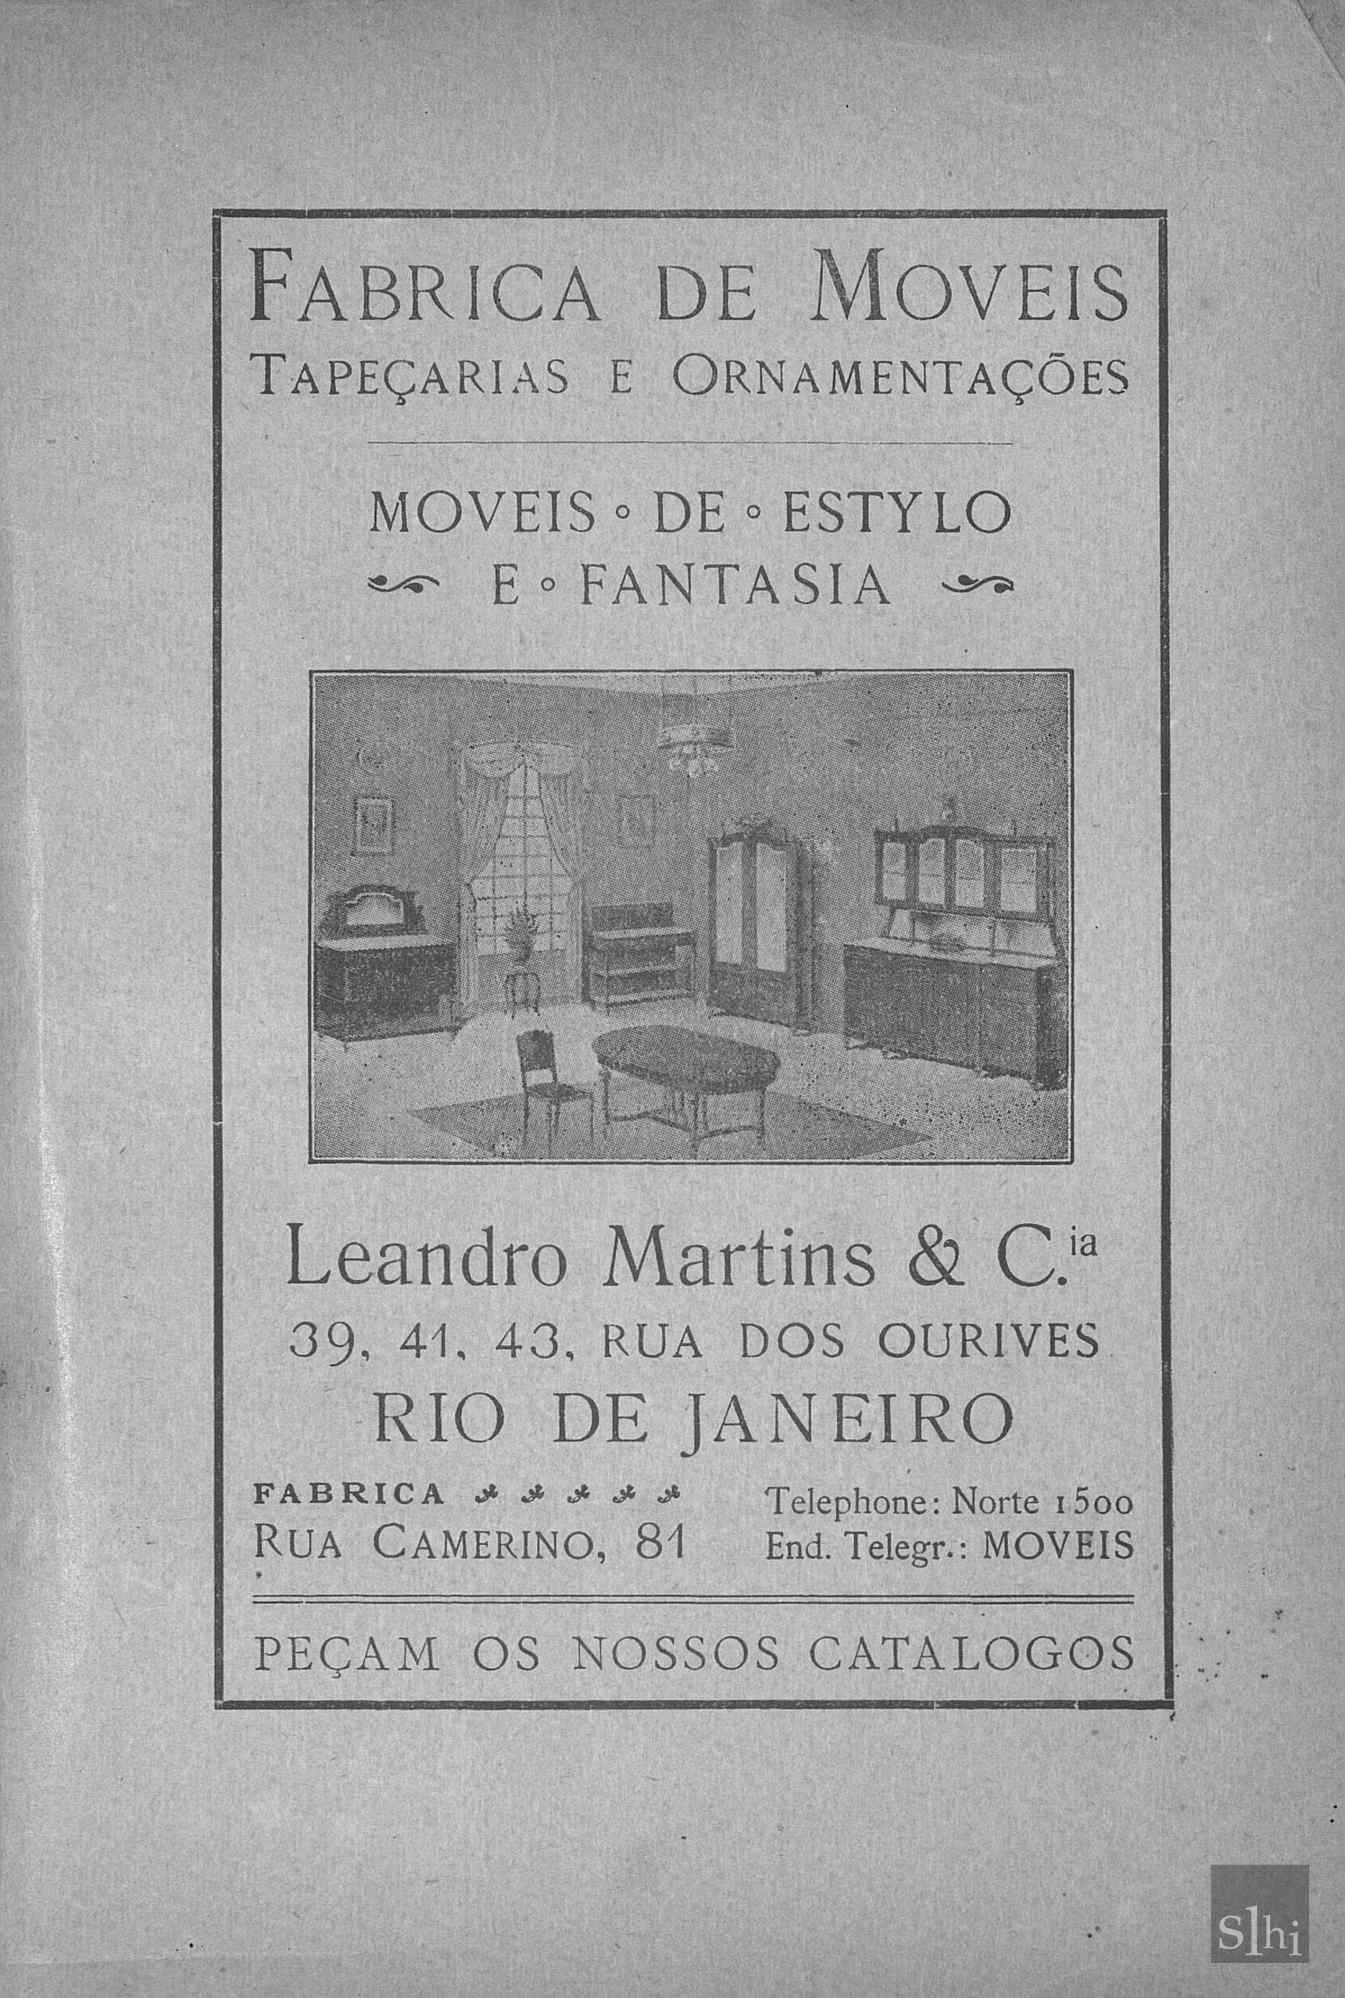 FABRICA DE MOVEIS
TAPEÇARIAS E ORNAMENTAÇÕES
MOVEIS ∘ DE ∘ ESTYLO
E ∘ FANTASIA
Leandro Martins & C.ia
39, 41, 43, RUA DOS OURIVES
RIO DE JANEIRO
FABRICA
RUA CAMERINO, 81
Telephone: Norte 1500
End. Telegr.: MOVEIS
PEÇAM OS NOSSOS CATALOGOS
Slhi